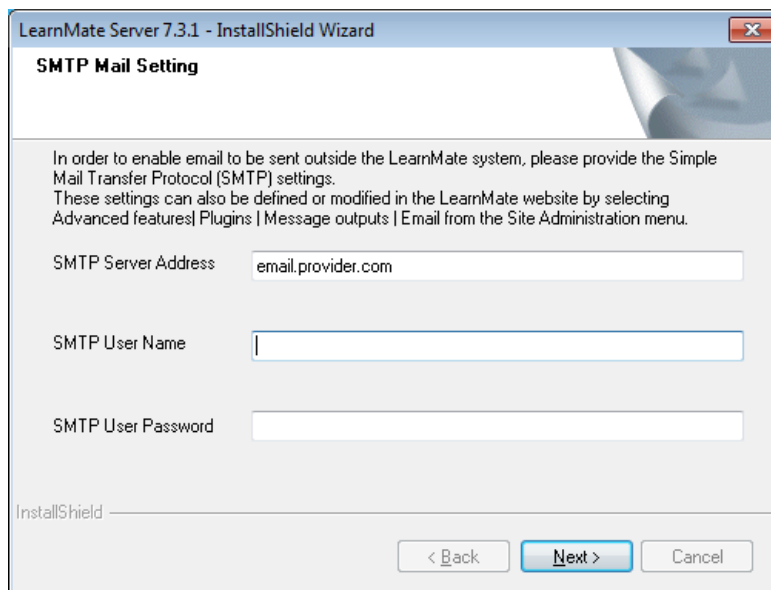 LearnMate Server 7.3.1 - InstallShield Wizard
SMTP Mail Setting
In order to enable email to be sent outside the LearnMate system, please provide the Simple
Mail Transfer Protocol (SMTP) settings.
These settings can also be defined or modified in the LearnMate website by selecting
Advanced features| Plugins | Message outputs | Email from the Site Administration menu.
SMTP Server Address
email.provider.com
SMTP User Name
SMTP User Password
InstallShield
< Back
Next >
Cancel